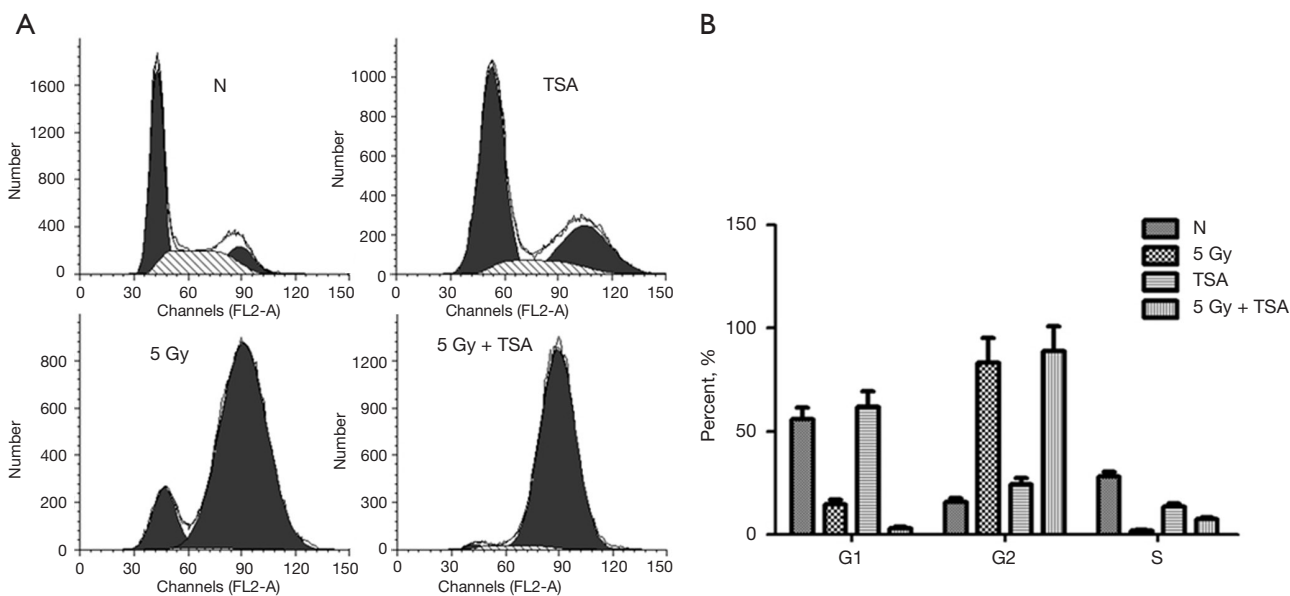 A
N
Number
1600
1200
800
400
0
0 30 60 90 120 150
Channels (FL2-A)
TSA
Number
1000
800
600
400
200
0
0 30 60 90 120 150
Channels (FL2-A)
5 Gy
Number
800
600
400
200
0
0 30 60 90 120 150
Channels (FL2-A)
5 Gy + TSA
Number
1200
900
600
300
0
0 30 60 90 120 150
Channels (FL2-A)
B
Percent, %
150
100
50
0
G1 G2 S
N
5 Gy
TSA
5 Gy + TSA